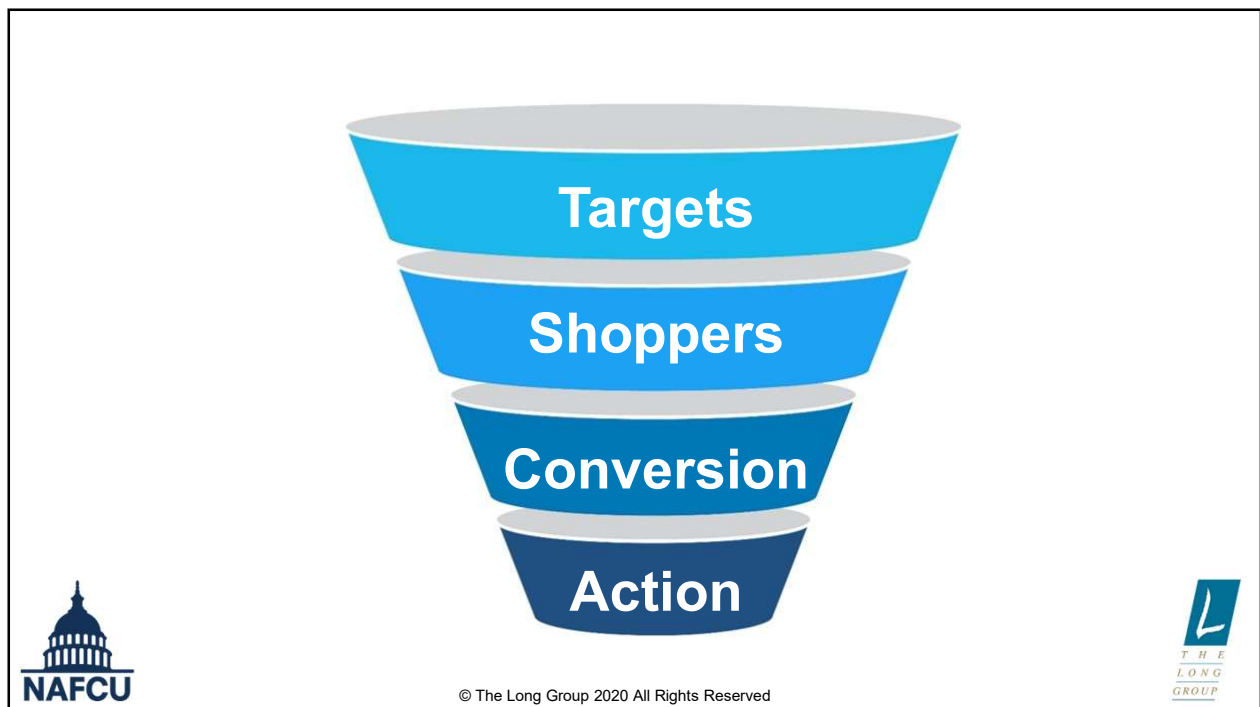 Targets
Shoppers
Conversion
Action
NAFCU
© The Long Group 2020 All Rights Reserved
L
THE
LONG
GROUP